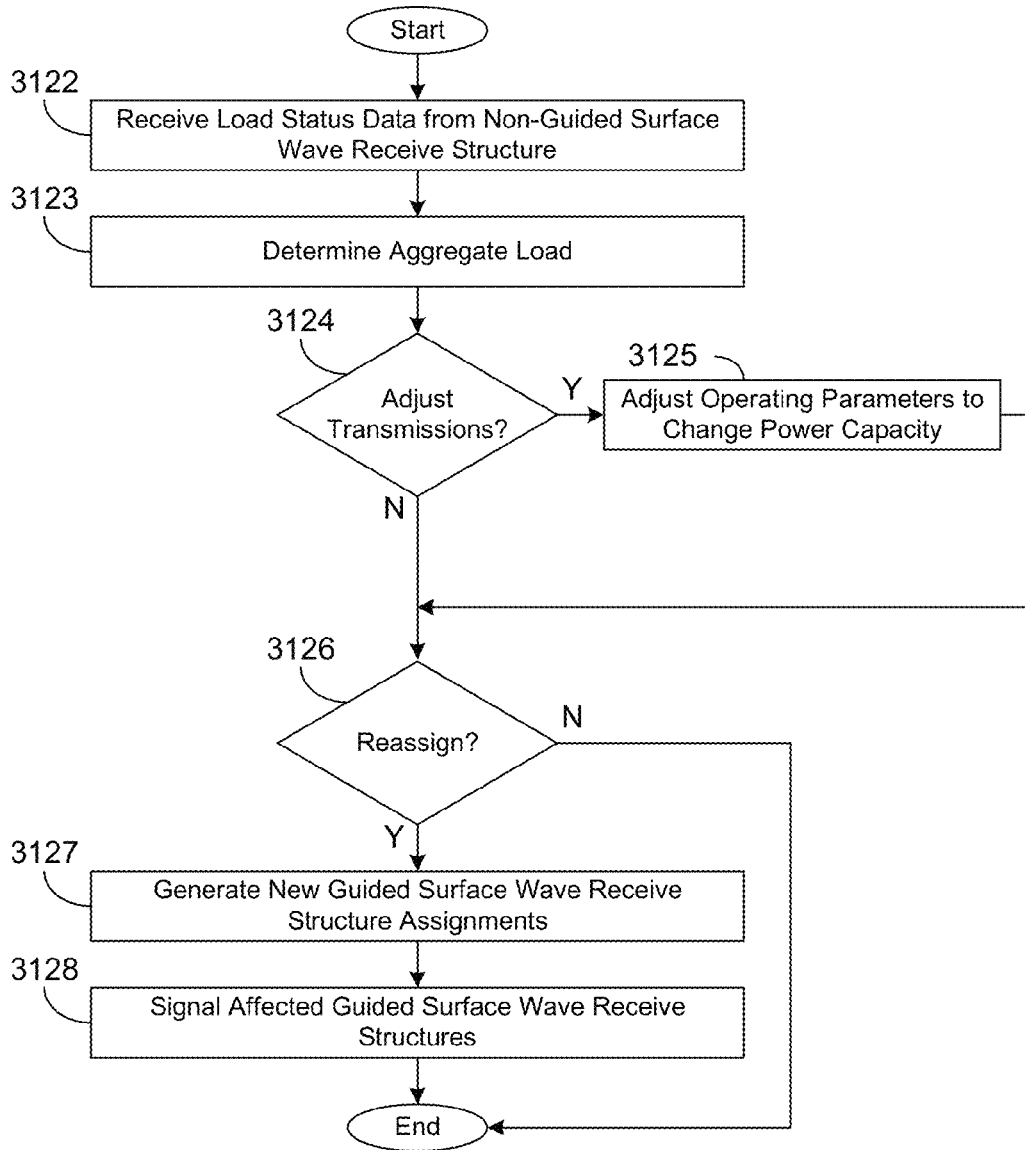 Start
3122
Receive Load Status Data from Non-Guided Surface
Wave Receive Structure
3123
Determine Aggregate Load
3124
Adjust
Transmissions?
Y
3125
Adjust Operating Parameters to
Change Power Capacity
N
3126
Reassign?
N
Y
3127
Generate New Guided Surface Wave Receive
Structure Assignments
3128
Signal Affected Guided Surface Wave Receive
Structures
End